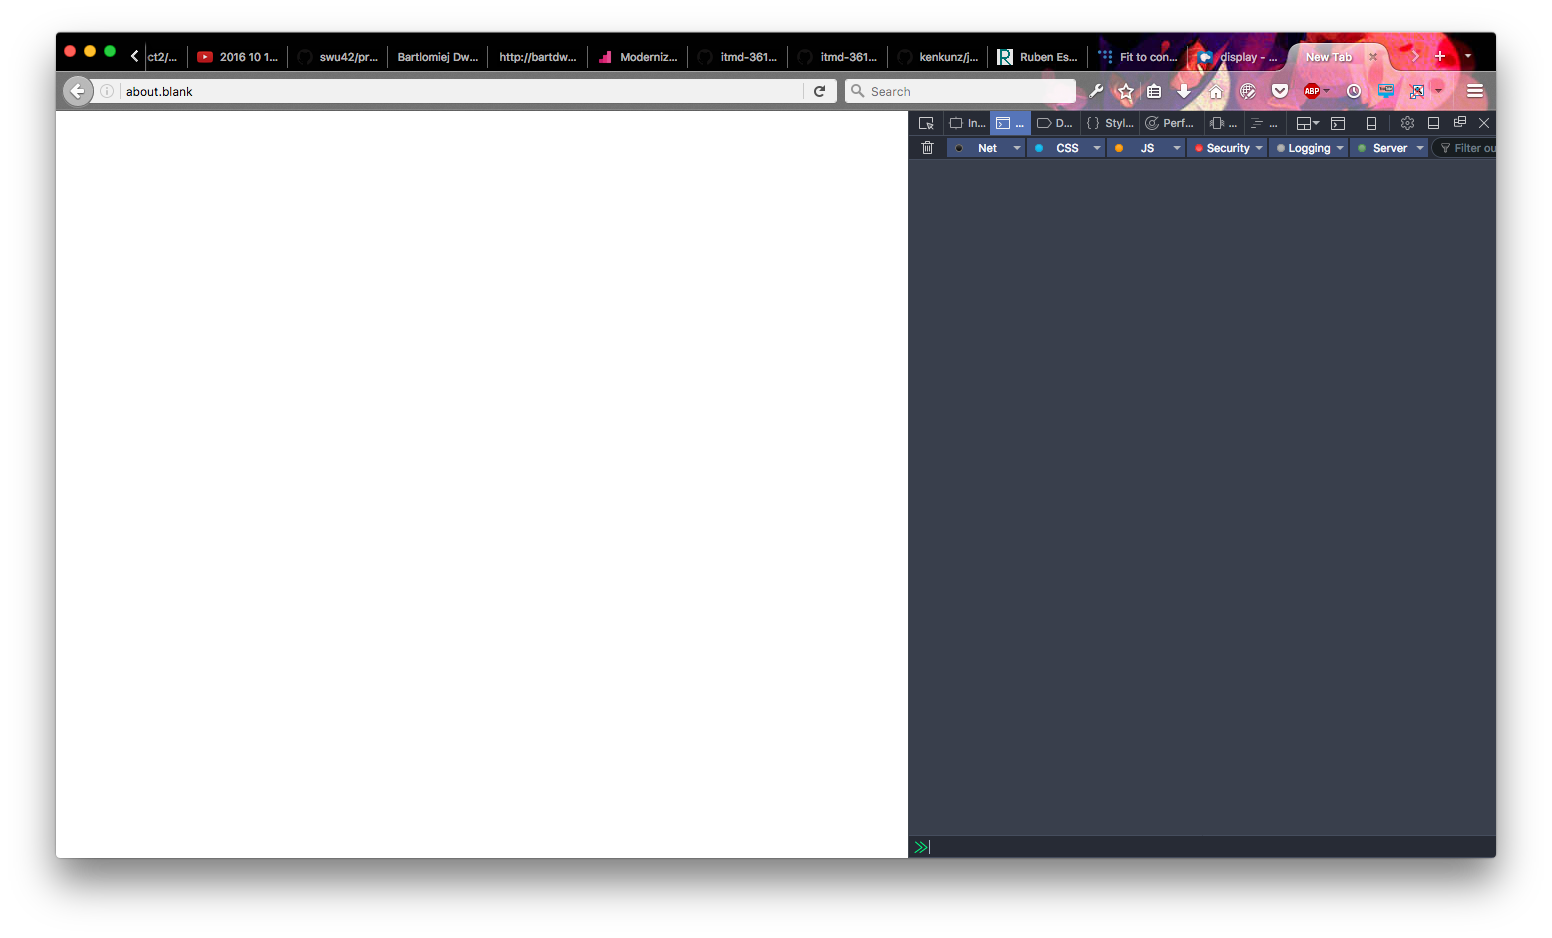 ct2/... 2016 10 1... swu42/pr... Bartlomiej Dw... http://bartdw... Moderniz... itmd-361... itmd-361... kenkunz/j... Ruben Es... Fit to con... display - ... New Tab
about.blank Search ABP
In... ... D... { } Styl... Perf... ... ...
Net CSS JS Security Logging Server Filter ou